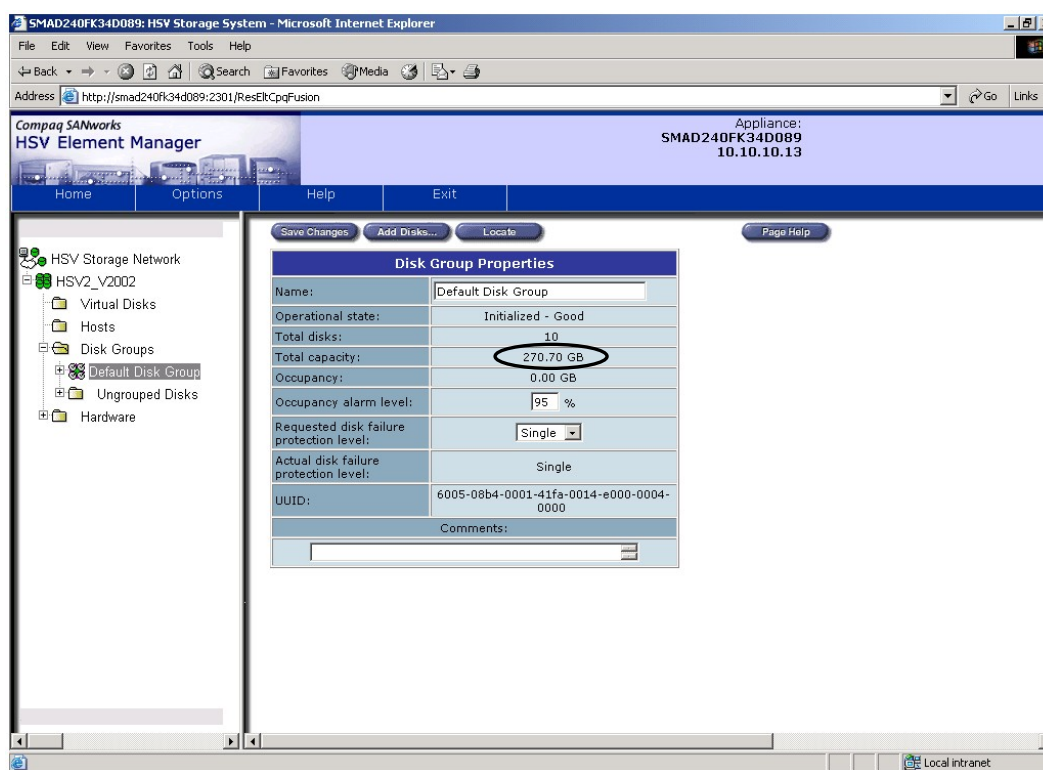 SMAD240FK34D089: HSV Storage System - Microsoft Internet Explorer
File Edit View Favorites Tools Help
Back Search Favorites Media
Address http://smad240fk34d089:2301/ResEltCpqFusion Go Links
Compaq SANworks
HSV Element Manager
Appliance:
SMAD240FK34D089
10.10.10.13
Home Options Help Exit
Save Changes Add Disks... Locate Page Help
HSV Storage Network
HSV2_V2002
Virtual Disks
Hosts
Disk Groups
Default Disk Group
Ungrouped Disks
Hardware
Disk Group Properties
Name: Default Disk Group
Operational state: Initialized - Good
Total disks: 10
Total capacity: 270.70 GB
Occupancy: 0.00 GB
Occupancy alarm level: 95 %
Requested disk failure
protection level: Single
Actual disk failure
protection level: Single
UUID: 6005-08b4-0001-41fa-0014-e000-0004-
0000
Comments:
Local intranet